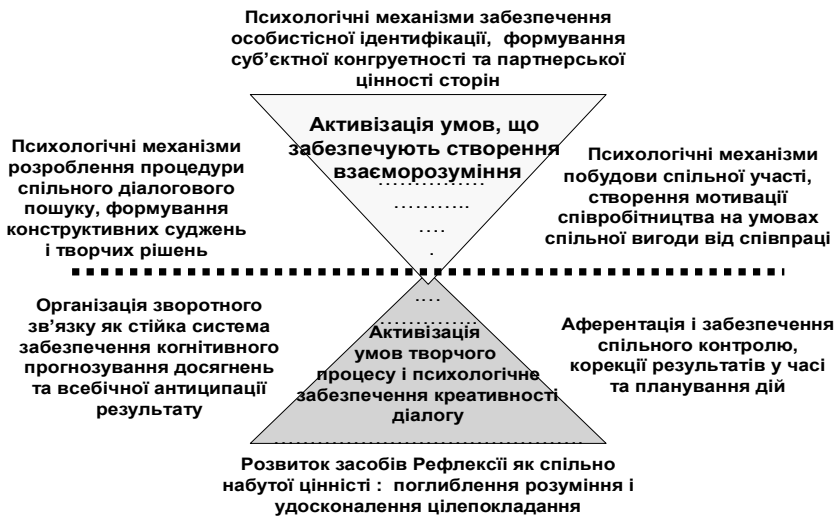 Психологічні механізми забезпечення
особистісної ідентифікації, формування
суб’єктної конгруетності та партнерської
цінності сторін
Активізація умов, що
забезпечують створення
взаєморозуміння
……………
………..
….
.
Психологічні механізми
розроблення процедури
спільного діалогового
пошуку, формування
конструктивних суджень
і творчих рішень
Психологічні механізми
побудови спільної участі,
створення мотивації
співробітництва на умовах
спільної вигоди від співпраці
Організація зворотного
зв’язку як стійка система
забезпечення когнітивного
прогнозування досягнень
та всебічної антиципації
результату
….
……………
Активізація
умов творчого
процесу і психологічне
забезпечення креативності
діалогу
Аферентація і забезпечення
спільного контролю,
корекції результатів у часі
та планування дій
Розвиток засобів Рефлексїї як спільно
набутої цінністі : поглиблення розуміння і
удосконалення цілепокладання